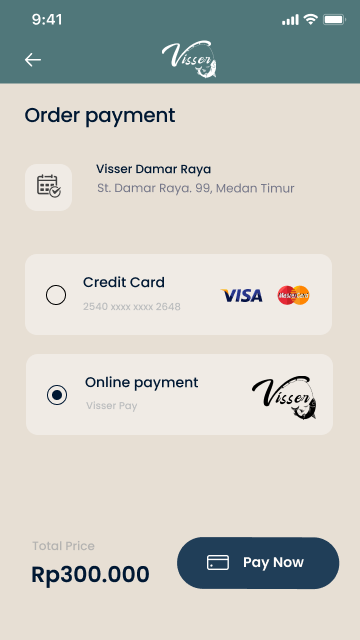 9:41
Visser
Order payment
Visser Damar Raya
St. Damar Raya. 99, Medan Timur
Credit Card
2540 xxxx xxxx 2648
VISA
MasterCard
Online payment
Visser Pay
Visser
Total Price
Rp300.000
Pay Now